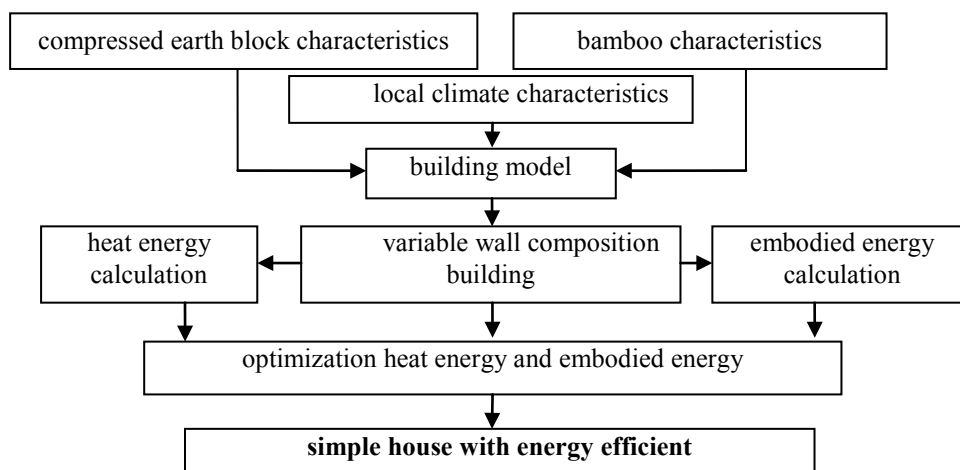 compressed earth block characteristics
bamboo characteristics
local climate characteristics
building model
heat energy
calculation
variable wall composition
building
embodied energy
calculation
optimization heat energy and embodied energy
simple house with energy efficient